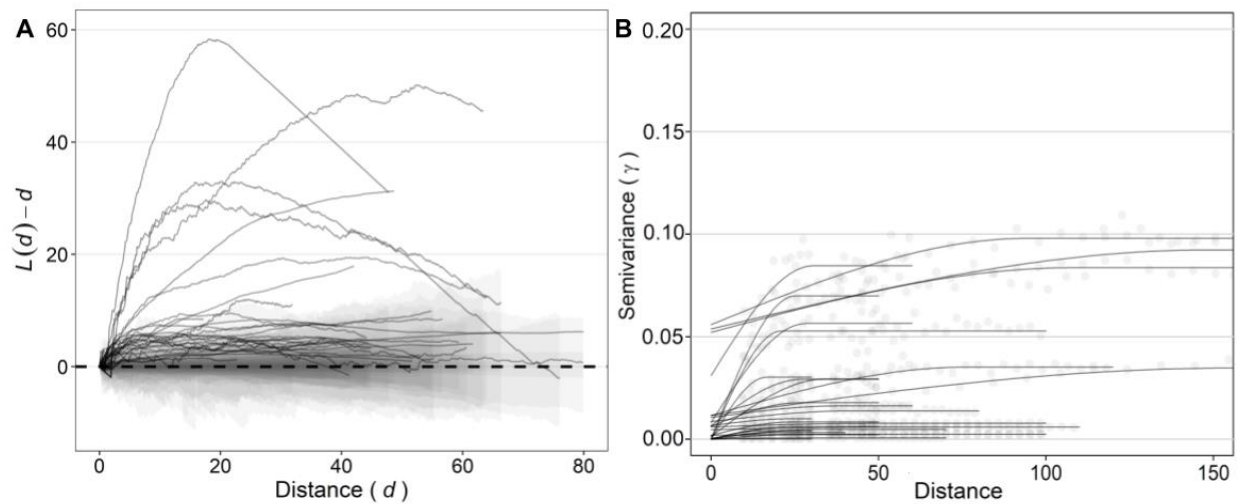 A
60
40
20
0
L(d) – d
0 20 40 60 80
Distance ( d )
B
0.20
0.15
0.10
0.05
0.00
Semivariance ( γ )
0 50 100 150
Distance